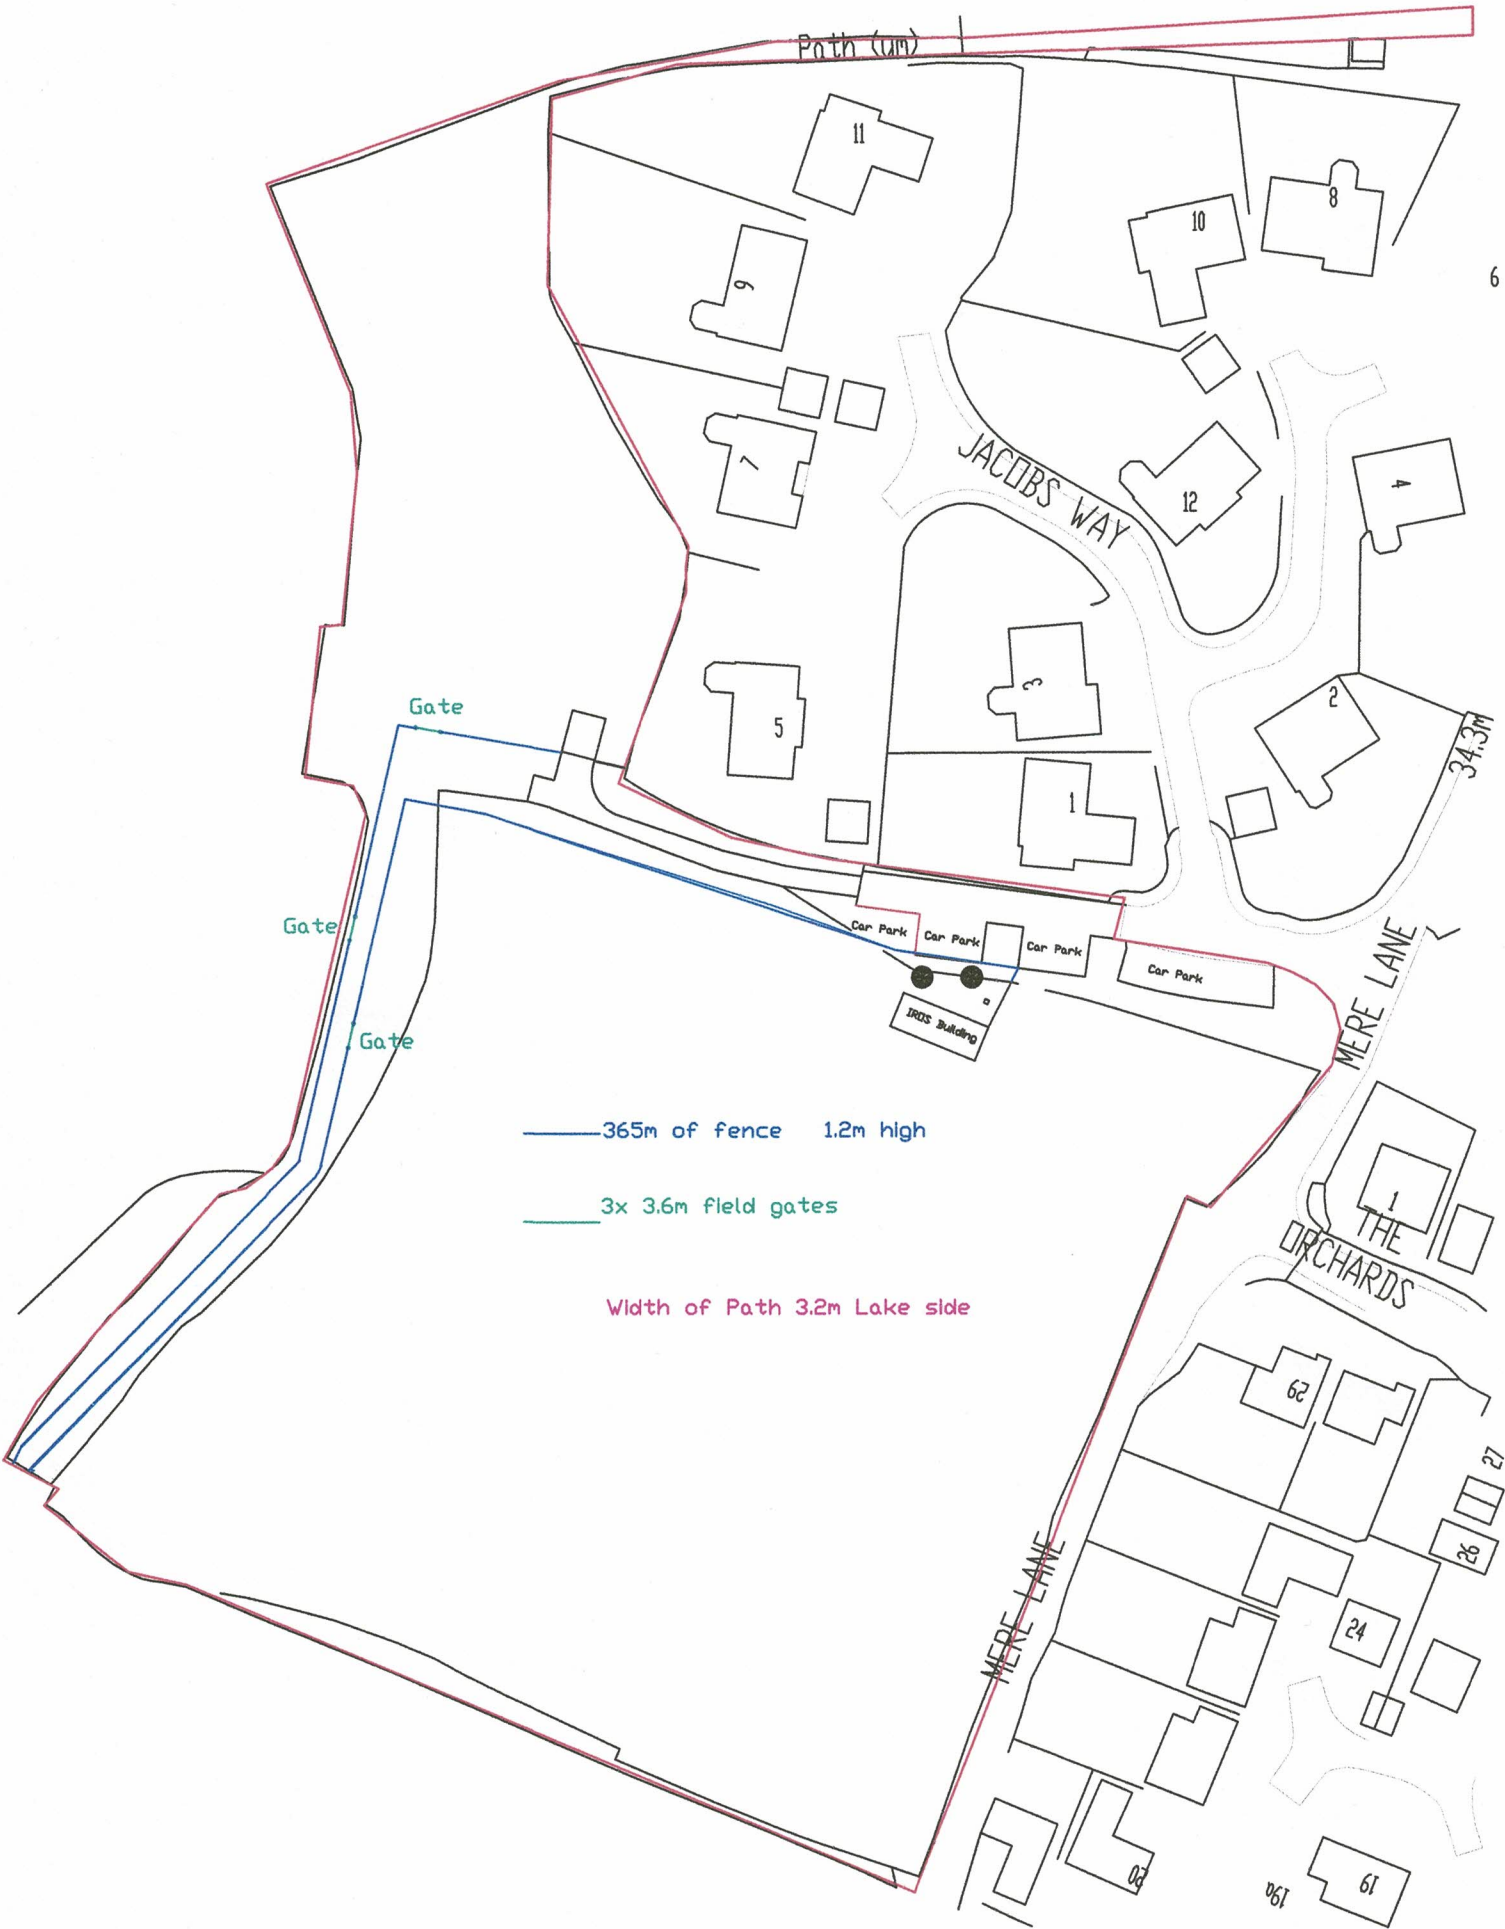 Path (um)
11
8
10
6
9
JACOBS WAY
7
12
4
3
2
Gate
5
34.3M
1
Gate
Car Park
Car Park
Car Park
Car Park
MERE LANE
IRDS Building
Gate
365m of fence 1.2m high
1
3x 3.6m field gates
THE
ORCHARDS
Width of Path 3.2m Lake side
29
27
26
MERE LANE
24
20
19a
19